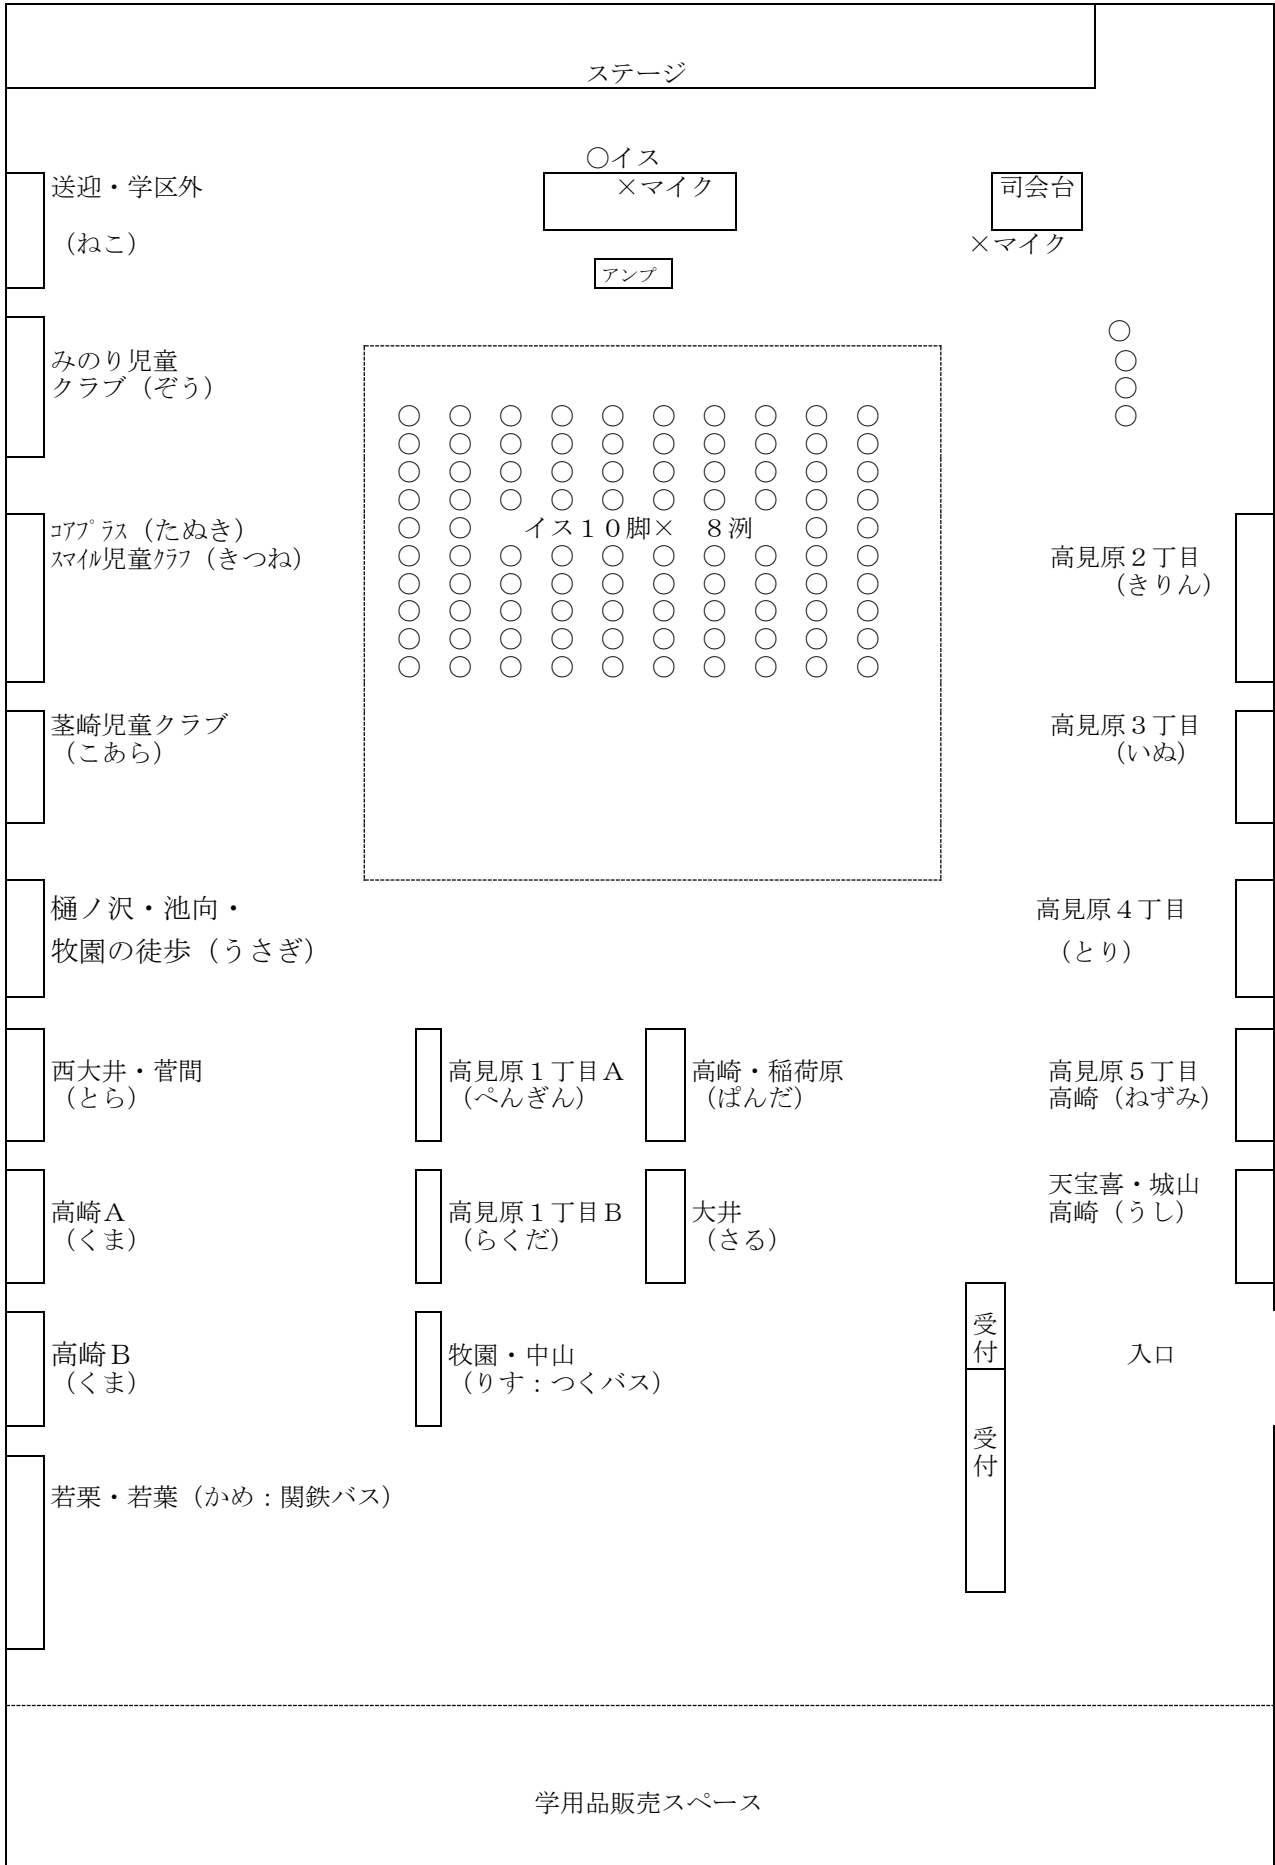 ステージ
○イス
×マイク
司会台
×マイク
アンプ
送迎・学区外
（ねこ）
みのり児童
クラブ（ぞう）
○
○
○
○
○ ○ ○ ○ ○ ○ ○ ○ ○ ○
○ ○ ○ ○ ○ ○ ○ ○ ○ ○
○ ○ ○ ○ ○ ○ ○ ○ ○ ○
○ ○ ○ ○ ○ ○ ○ ○ ○ ○
○ ○ イス１０脚×　８洌 ○ ○
○ ○ ○ ○ ○ ○ ○ ○ ○ ○
○ ○ ○ ○ ○ ○ ○ ○ ○ ○
○ ○ ○ ○ ○ ○ ○ ○ ○ ○
○ ○ ○ ○ ○ ○ ○ ○ ○ ○
○ ○ ○ ○ ○ ○ ○ ○ ○ ○
ｺｱﾌﾟﾗｽ（たぬき）
ｽﾏｲﾙ児童ｸﾗﾌ（きつね）
高見原２丁目
（きりん）
茎崎児童クラブ
（こあら）
高見原３丁目
（いぬ）
樋ノ沢・池向・
牧園の徒歩（うさぎ）
高見原４丁目
（とり）
西大井・菅間
（とら）
高見原１丁目Ａ
（ぺんぎん）
高崎・稲荷原
（ぱんだ）
高見原５丁目
高崎（ねずみ）
高崎Ａ
（くま）
高見原１丁目Ｂ
（らくだ）
大井
（さる）
天宝喜・城山
高崎（うし）
高崎Ｂ
（くま）
牧園・中山
（りす：つくバス）
受付
入口
受付
若栗・若葉（かめ：関鉄バス）
学用品販売スペース